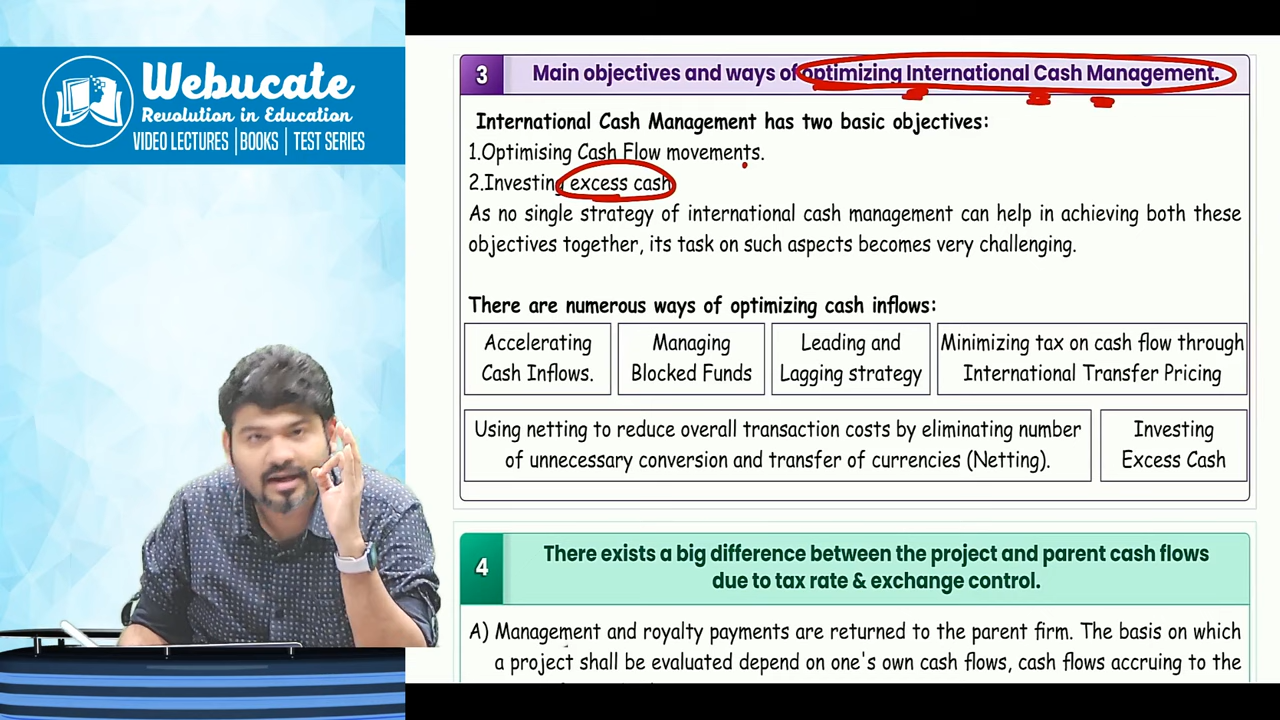 Webucate
Revolution in Education
VIDEO LECTURES | BOOKS | TEST SERIES
3
Main objectives and ways of optimizing International Cash Management.
International Cash Management has two basic objectives:
1.Optimising Cash Flow movements.
2.Investing excess cash
As no single strategy of international cash management can help in achieving both these
objectives together, its task on such aspects becomes very challenging.
There are numerous ways of optimizing cash inflows:
Accelerating
Cash Inflows.
Managing
Blocked Funds
Leading and
Lagging strategy
Minimizing tax on cash flow through
International Transfer Pricing
Using netting to reduce overall transaction costs by eliminating number
of unnecessary conversion and transfer of currencies (Netting).
Investing
Excess Cash
4
There exists a big difference between the project and parent cash flows
due to tax rate & exchange control.
A) Management and royalty payments are returned to the parent firm. The basis on which
a project shall be evaluated depend on one's own cash flows, cash flows accruing to the